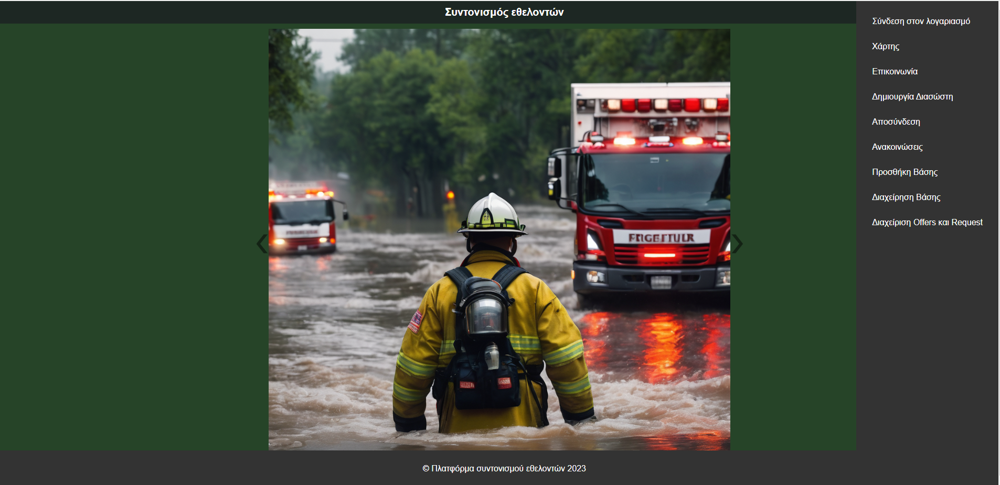 Συντονισμός εθελοντών
Σύνδεση στον λογαριασμό
Χάρτης
Επικοινωνία
Δημιουργία Διασώστη
Αποσύνδεση
Ανακοινώσεις
Προσθήκη Βάσης
Διαχείρηση Βάσης
Διαχείριση Offers και Request
© Πλατφόρμα συντονισμού εθελοντών 2023